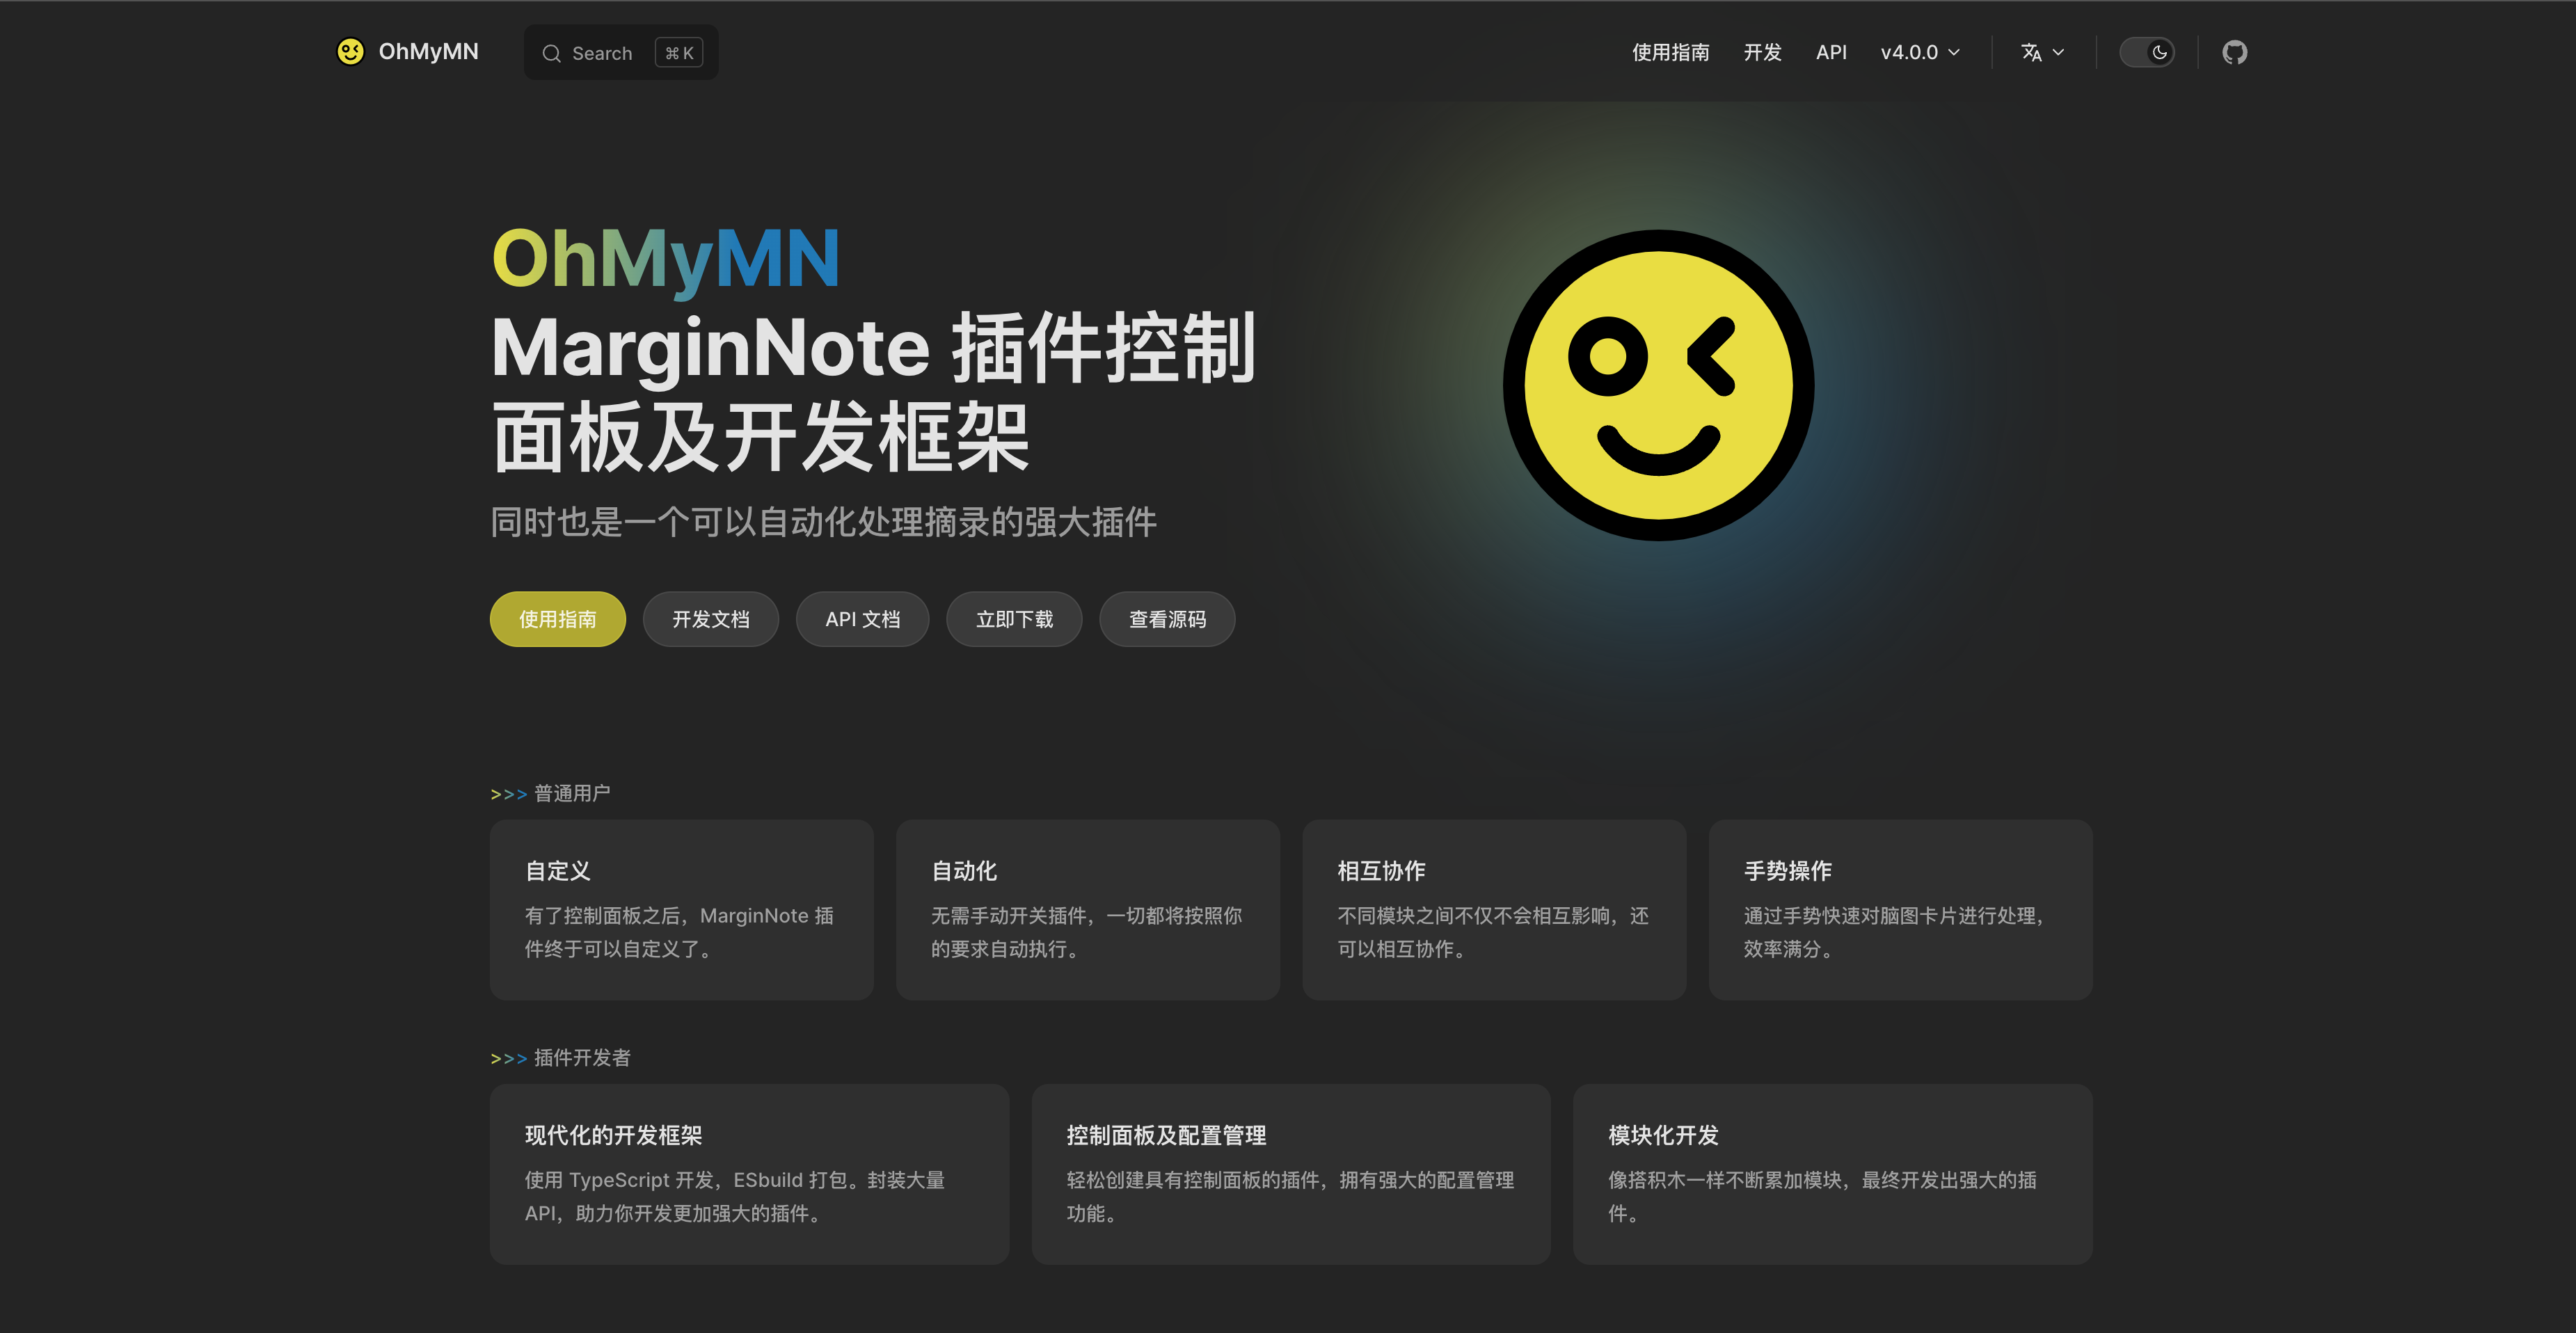 OhMyMN
Search
⌘ K
使用指南
开发
API
v4.0.0
OhMyMN
MarginNote 插件控制
面板及开发框架
同时也是一个可以自动化处理摘录的强大插件
使用指南
开发文档
API 文档
立即下载
查看源码
>>> 普通用户
自定义
有了控制面板之后，MarginNote 插
件终于可以自定义了。
自动化
无需手动开关插件，一切都将按照你
的要求自动执行。
相互协作
不同模块之间不仅不会相互影响，还
可以相互协作。
手势操作
通过手势快速对脑图卡片进行处理，
效率满分。
>>> 插件开发者
现代化的开发框架
使用 TypeScript 开发，ESbuild 打包。封装大量
API，助力你开发更加强大的插件。
控制面板及配置管理
轻松创建具有控制面板的插件，拥有强大的配置管理
功能。
模块化开发
像搭积木一样不断累加模块，最终开发出强大的插
件。